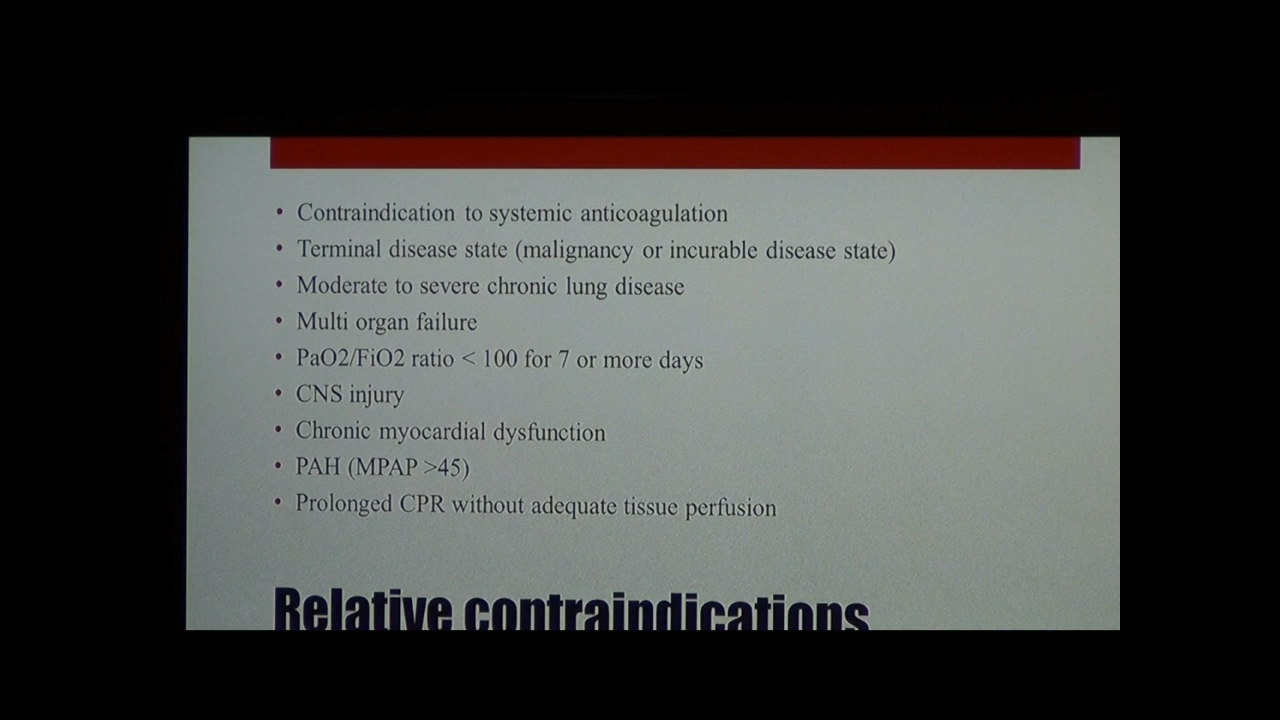 • Contraindication to systemic anticoagulation
• Terminal disease state (malignancy or incurable disease state)
• Moderate to severe chronic lung disease
• Multi organ failure
• PaO2/FiO2 ratio < 100 for 7 or more days
• CNS injury
• Chronic myocardial dysfunction
• PAH (MPAP >45)
• Prolonged CPR without adequate tissue perfusion
Relative contraindications